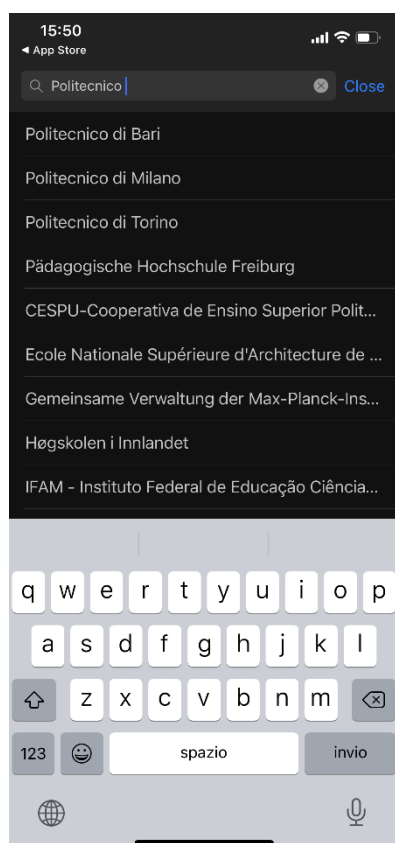 15:50
◀ App Store
Politecnico
Close
Politecnico di Bari
Politecnico di Milano
Politecnico di Torino
Pädagogische Hochschule Freiburg
CESPU-Cooperativa de Ensino Superior Polit...
Ecole Nationale Supérieure d'Architecture de ...
Gemeinsame Verwaltung der Max-Planck-Ins...
Høgskolen i Innlandet
IFAM - Instituto Federal de Educação Ciência...
q w e r t y u i o p
a s d f g h j k l
z x c v b n m
123 spazio invio